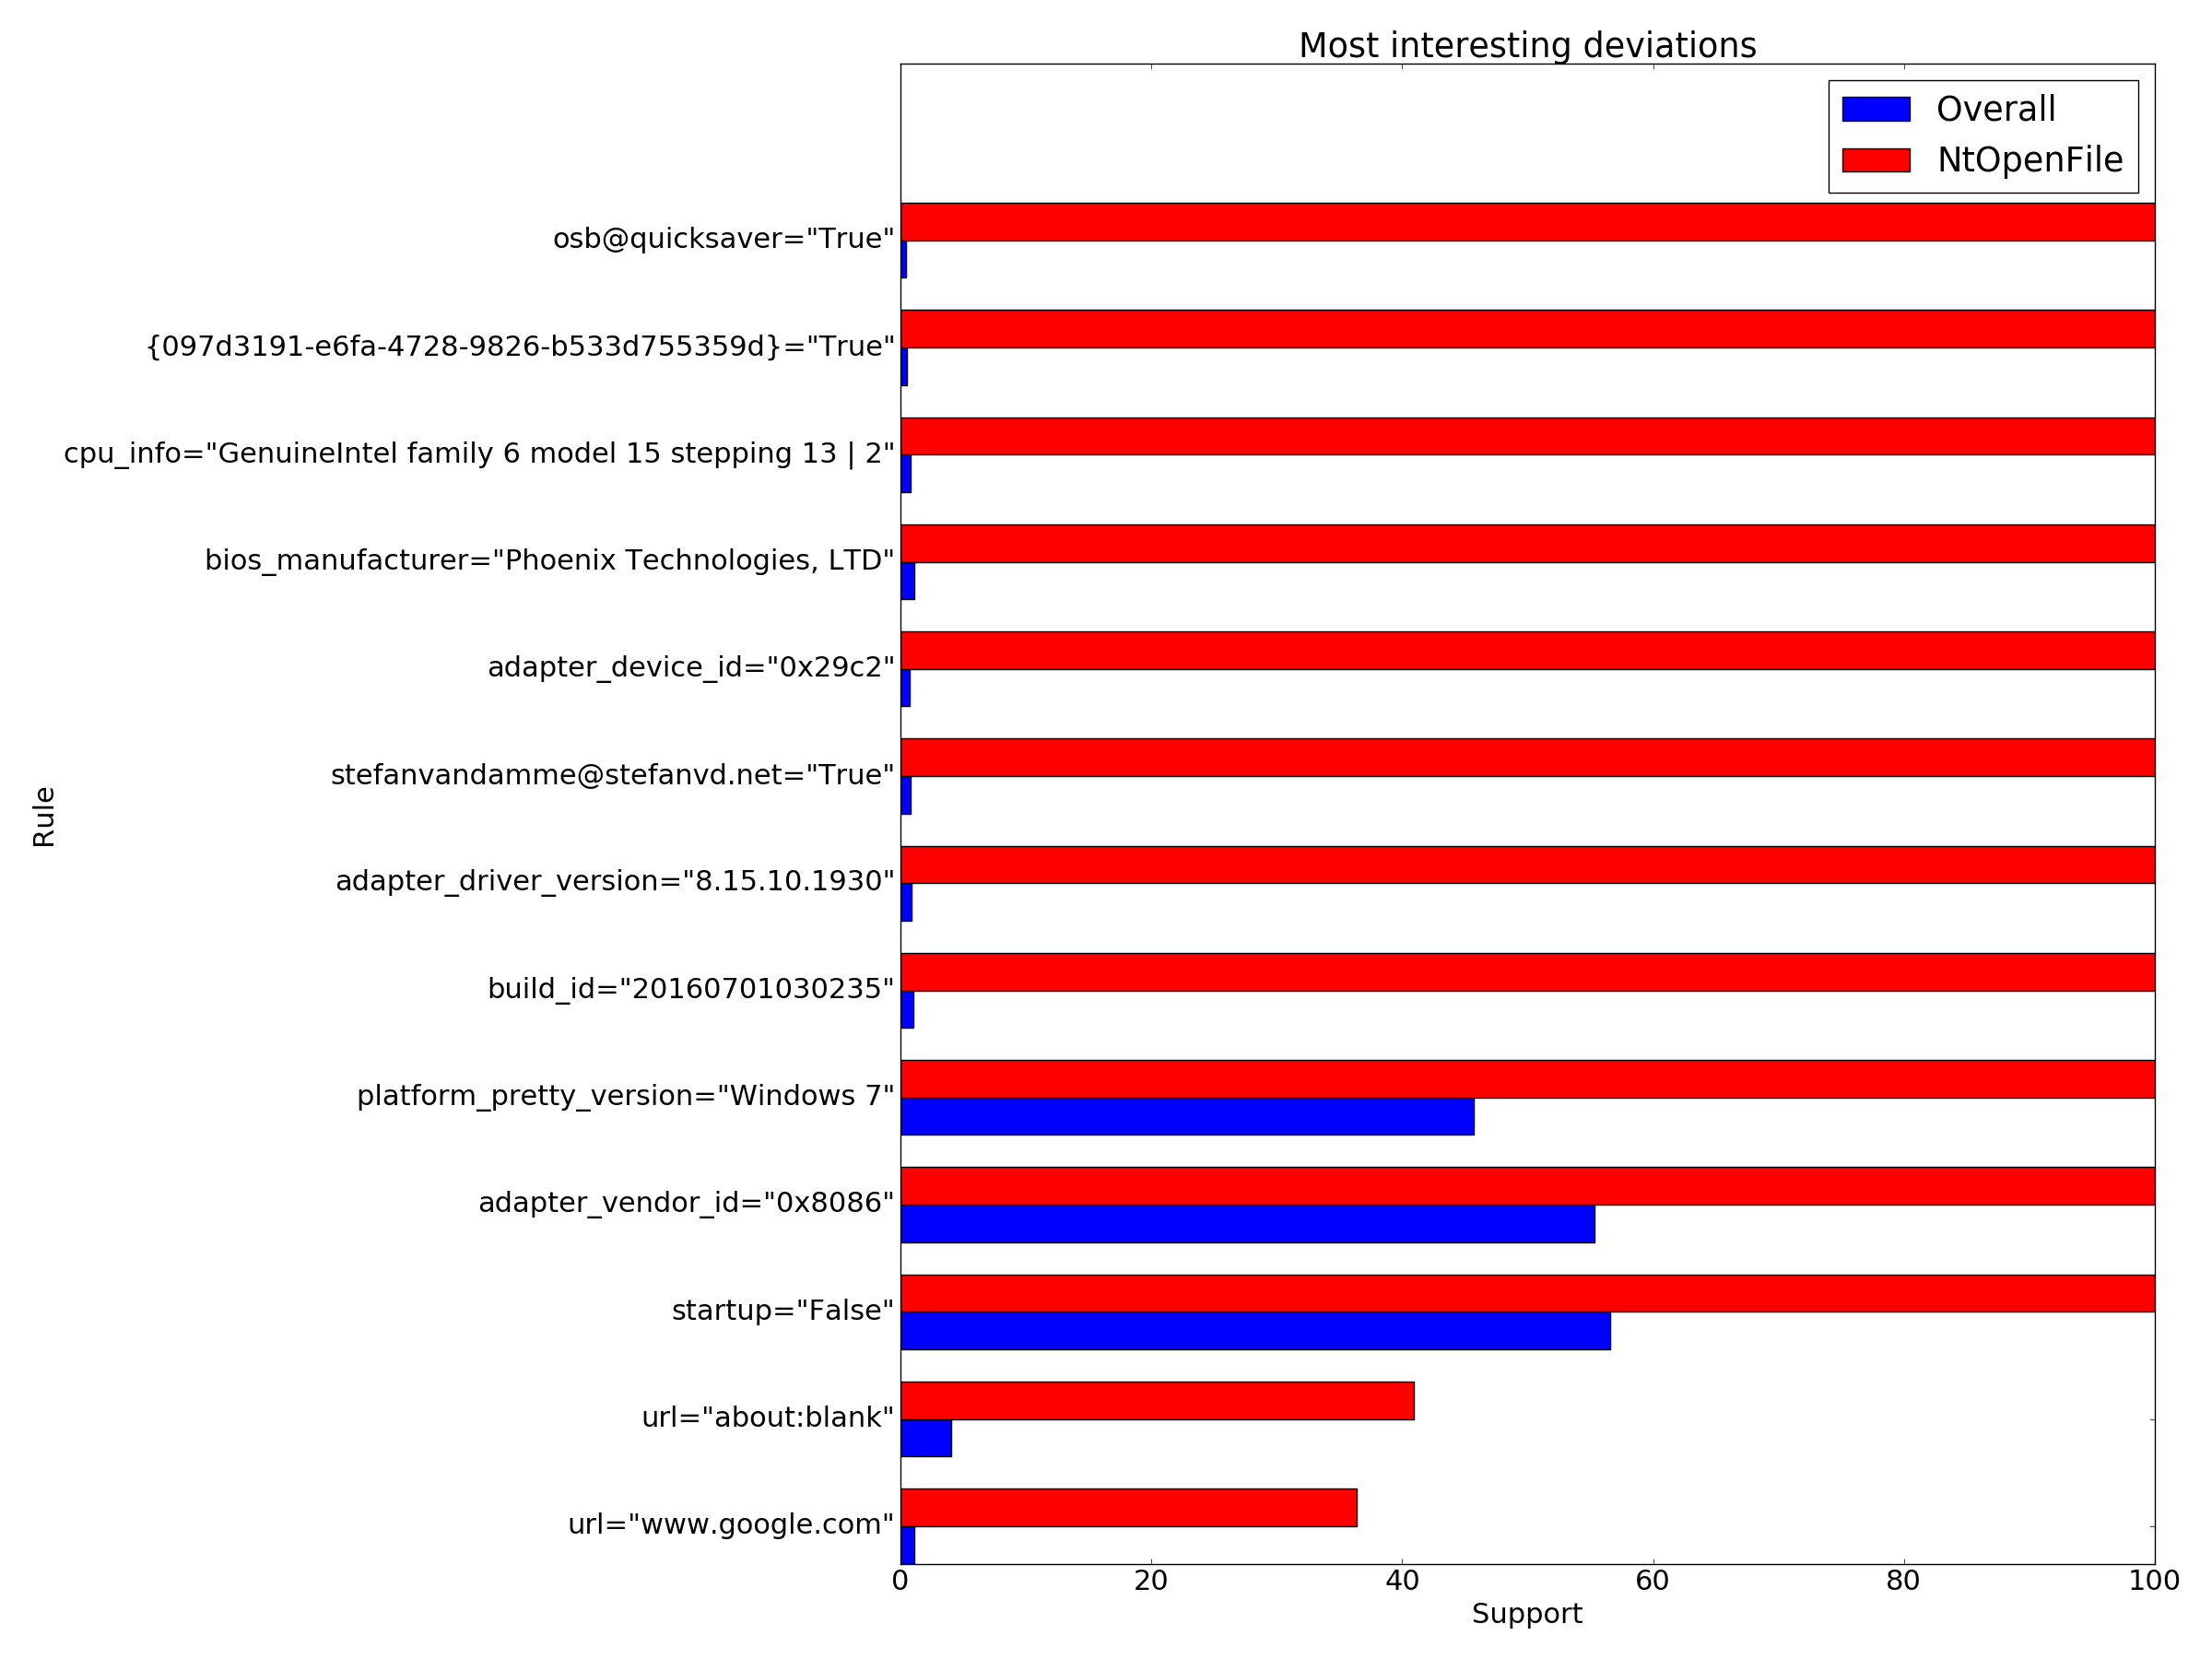 Most interesting deviations
Overall
NtOpenFile
osb@quicksaver="True"
{097d3191-e6fa-4728-9826-b533d755359d}="True"
cpu_info="GenuineIntel family 6 model 15 stepping 13 | 2"
bios_manufacturer="Phoenix Technologies, LTD"
adapter_device_id="0x29c2"
stefanvandamme@stefanvd.net="True"
adapter_driver_version="8.15.10.1930"
build_id="20160701030235"
platform_pretty_version="Windows 7"
adapter_vendor_id="0x8086"
startup="False"
url="about:blank"
url="www.google.com"
Rule
0 20 40 60 80 100
Support